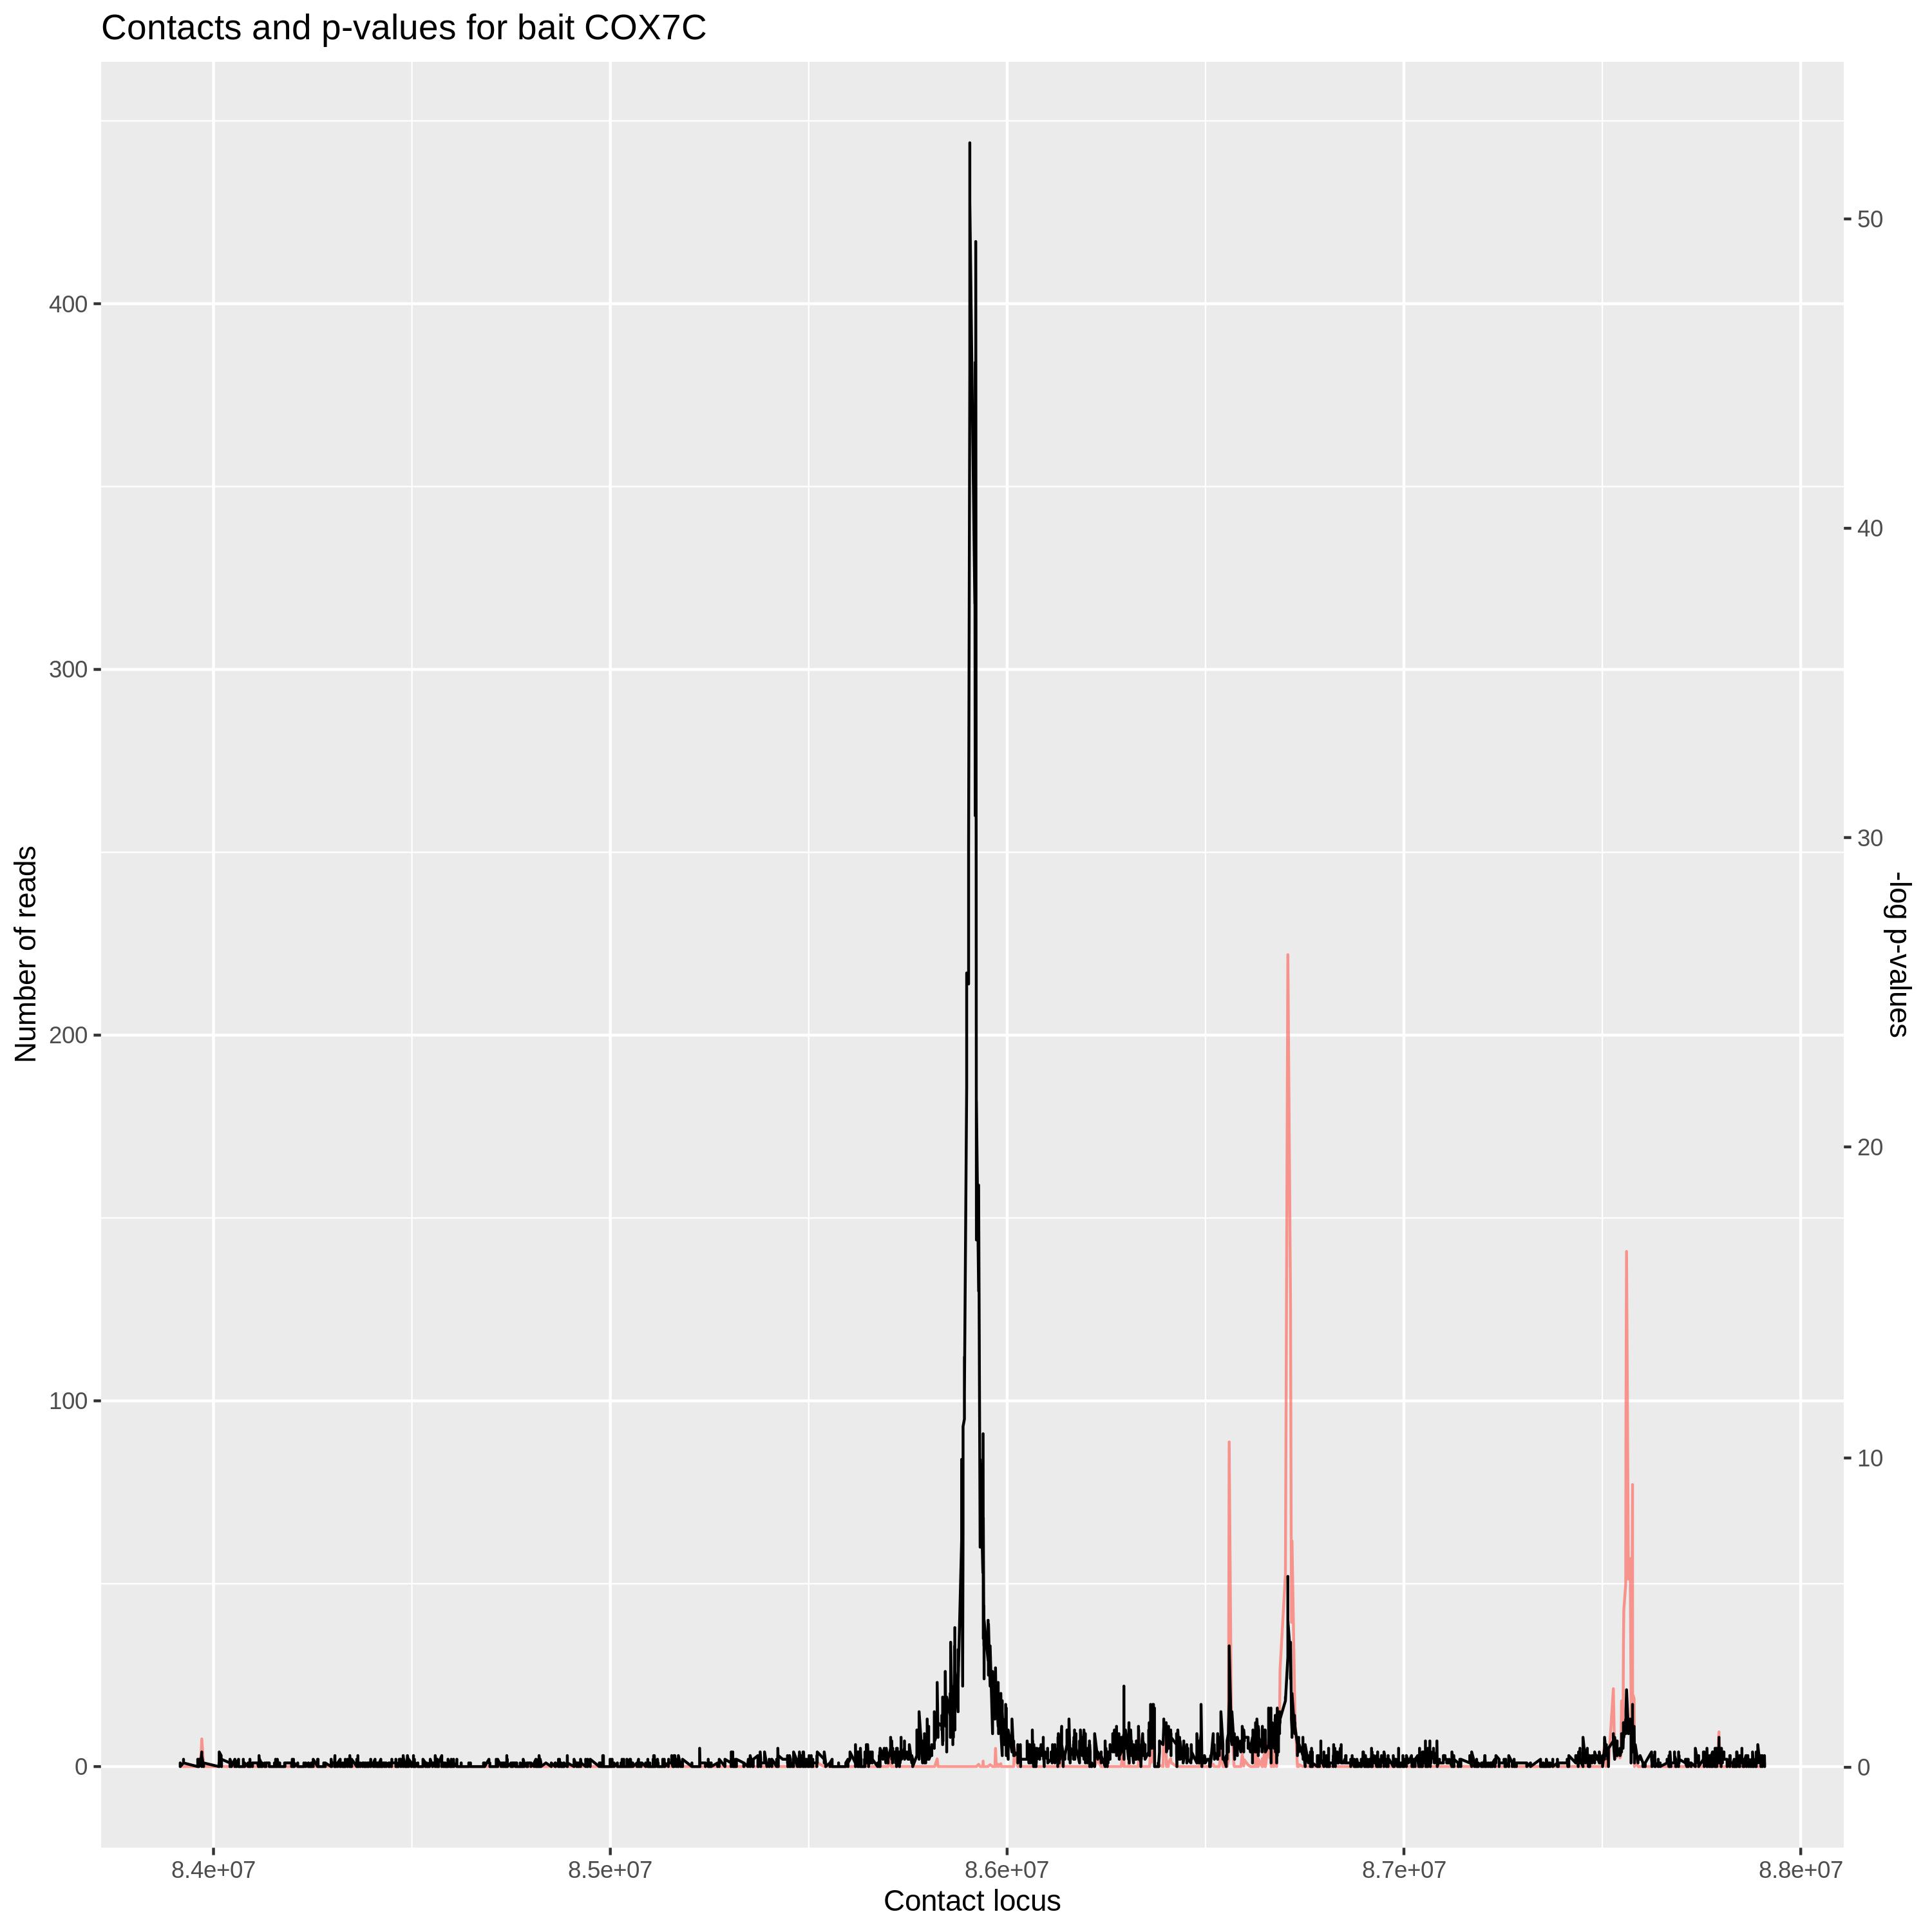 Contacts and p-values for bait COX7C
Number of reads
400
300
200
100
0
50
40
30
20
10
0
-log p-values
8.4e+07 8.5e+07 8.6e+07 8.7e+07 8.8e+07
Contact locus